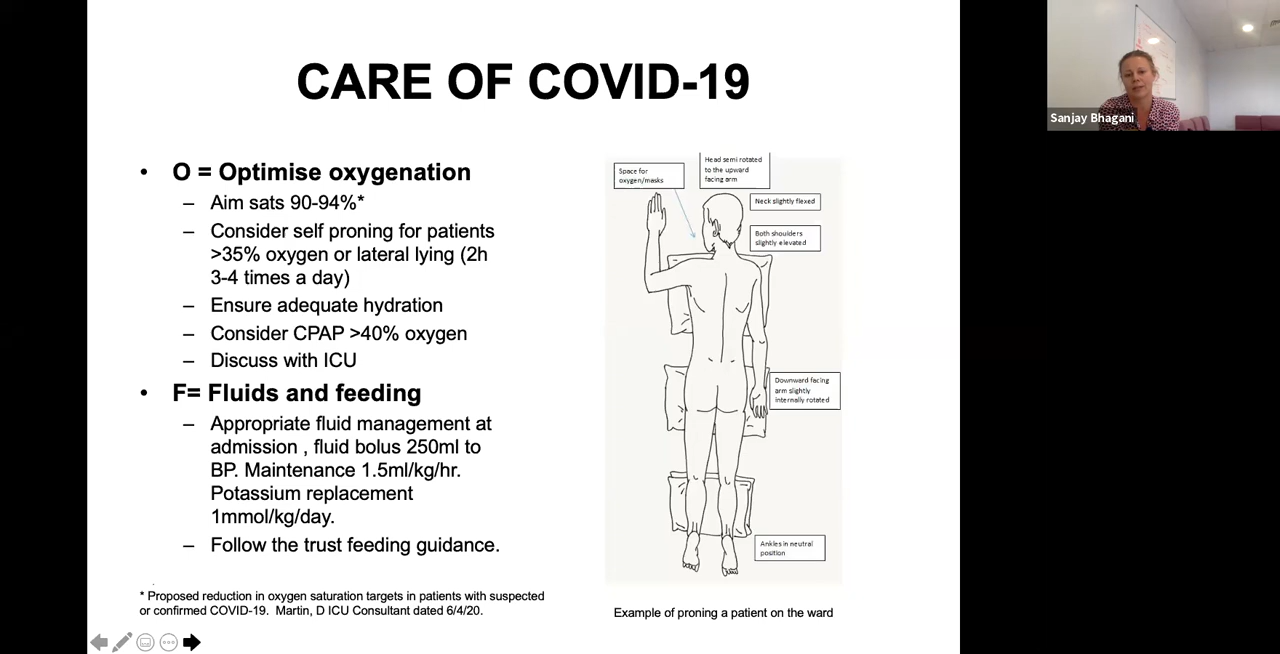 CARE OF COVID-19
• O = Optimise oxygenation
– Aim sats 90-94%*
– Consider self proning for patients
>35% oxygen or lateral lying (2h
3-4 times a day)
– Ensure adequate hydration
– Consider CPAP >40% oxygen
– Discuss with ICU
• F= Fluids and feeding
– Appropriate fluid management at
admission , fluid bolus 250ml to
BP. Maintenance 1.5ml/kg/hr.
Potassium replacement
1mmol/kg/day.
– Follow the trust feeding guidance.
* Proposed reduction in oxygen saturation targets in patients with suspected
or confirmed COVID-19. Martin, D ICU Consultant dated 6/4/20.
Space for
oxygen/masks
Head semi rotated
to the upward
facing arm
Neck slightly flexed
Both shoulders
slightly elevated
Downward facing
arm slightly
internally rotated
Ankles in neutral
position
Example of proning a patient on the ward
Sanjay Bhagani